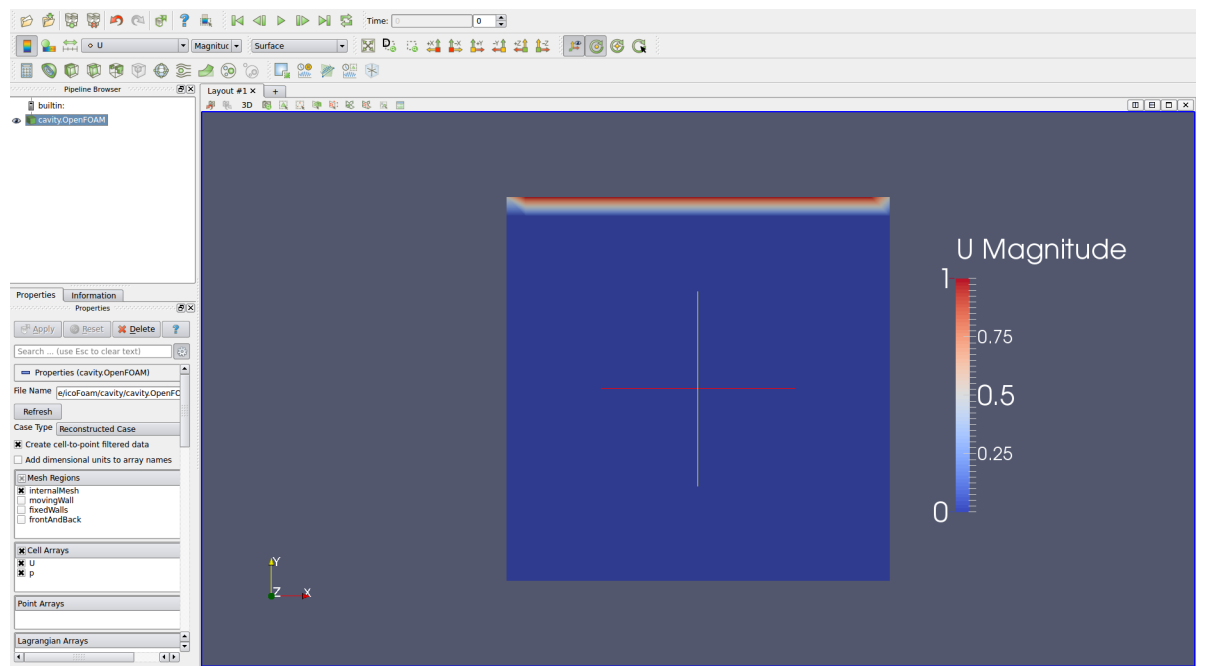 Time: 0 0
U Magnituc Surface
Pipeline Browser
builtin:
cavity.OpenFOAM
Layout #1 × +
3D
Properties Information
Properties
Apply Reset Delete ?
Search ... (use Esc to clear text)
Properties (cavity.OpenFOAM)
File Name e/icoFoam/cavity/cavity.OpenFO
Refresh
Case Type Reconstructed Case
Create cell-to-point filtered data
Add dimensional units to array names
Mesh Regions
internalMesh
movingWall
fixedWalls
frontAndBack
Cell Arrays
U
p
Point Arrays
Lagrangian Arrays
U Magnitude
1
0.75
0.5
0.25
0
Y
Z X